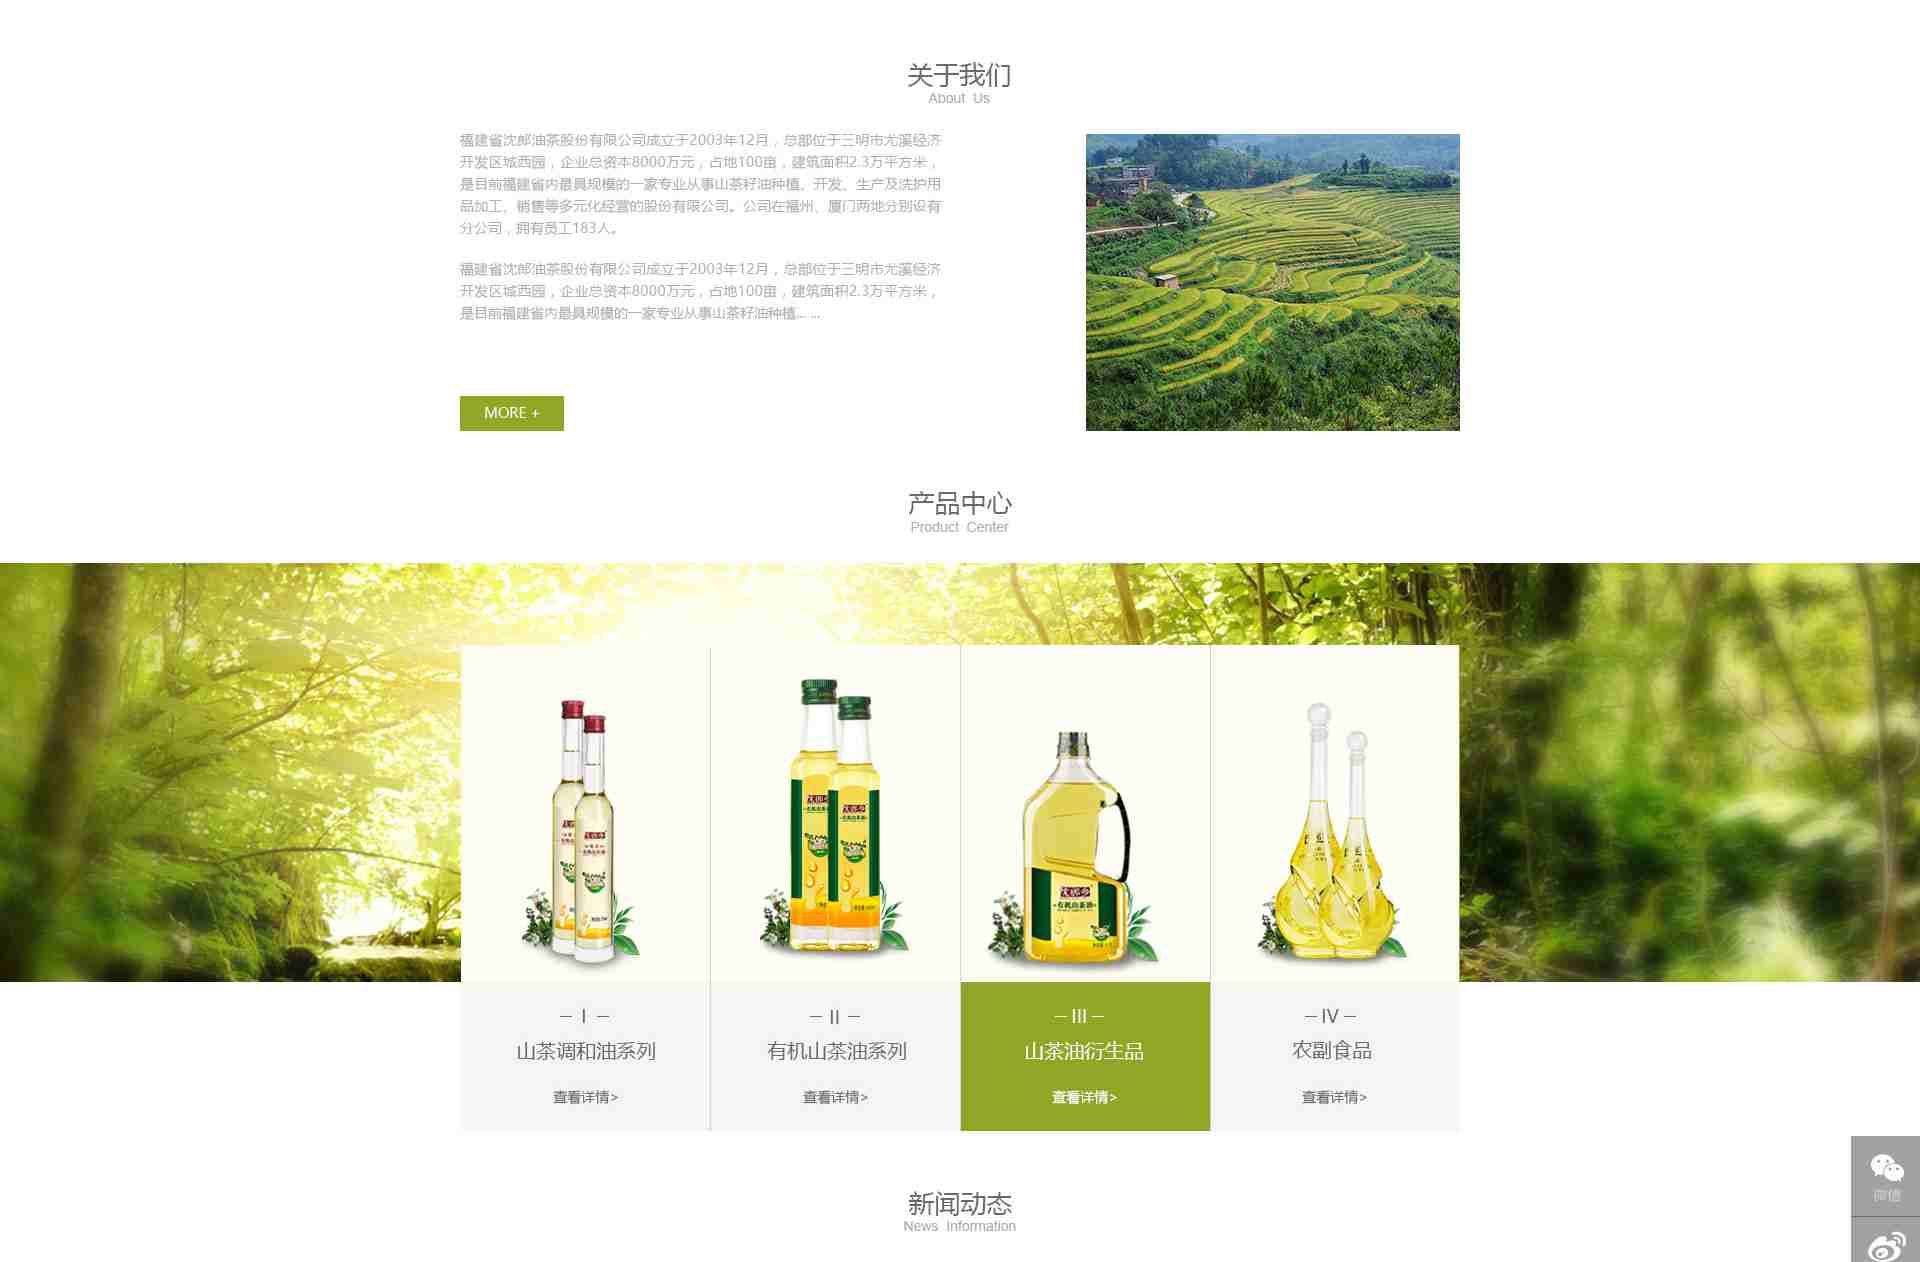 关于我们
About Us
福建省沈郎油茶股份有限公司成立于2003年12月，总部位于三明市尤溪经济
开发区城西园，企业总资本8000万元，占地100亩，建筑面积2.3万平方米，
是目前福建省内最具规模的一家专业从事山茶籽油种植、开发、生产及洗护用
品加工、销售等多元化经营的股份有限公司。公司在福州、厦门两地分别设有
分公司，拥有员工183人。
福建省沈郎油茶股份有限公司成立于2003年12月，总部位于三明市尤溪经济
开发区城西园，企业总资本8000万元，占地100亩，建筑面积2.3万平方米，
是目前福建省内最具规模的一家专业从事山茶籽油种植... ...
MORE +
产品中心
Product Center
沈郎乡
有机山茶油
— I —
山茶调和油系列
查看详情>
— II —
有机山茶油系列
查看详情>
— III —
山茶油衍生品
查看详情>
— IV —
农副食品
查看详情>
微信
新闻动态
News Information